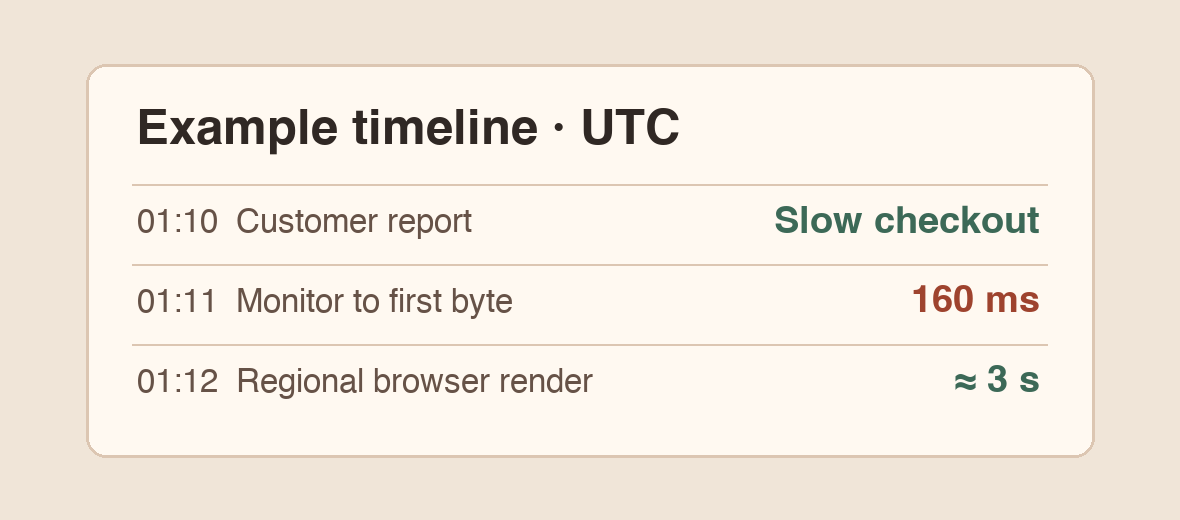 Example timeline · UTC
01:10 Customer report Slow checkout
01:11 Monitor to first byte 160 ms
01:12 Regional browser render ≈ 3 s